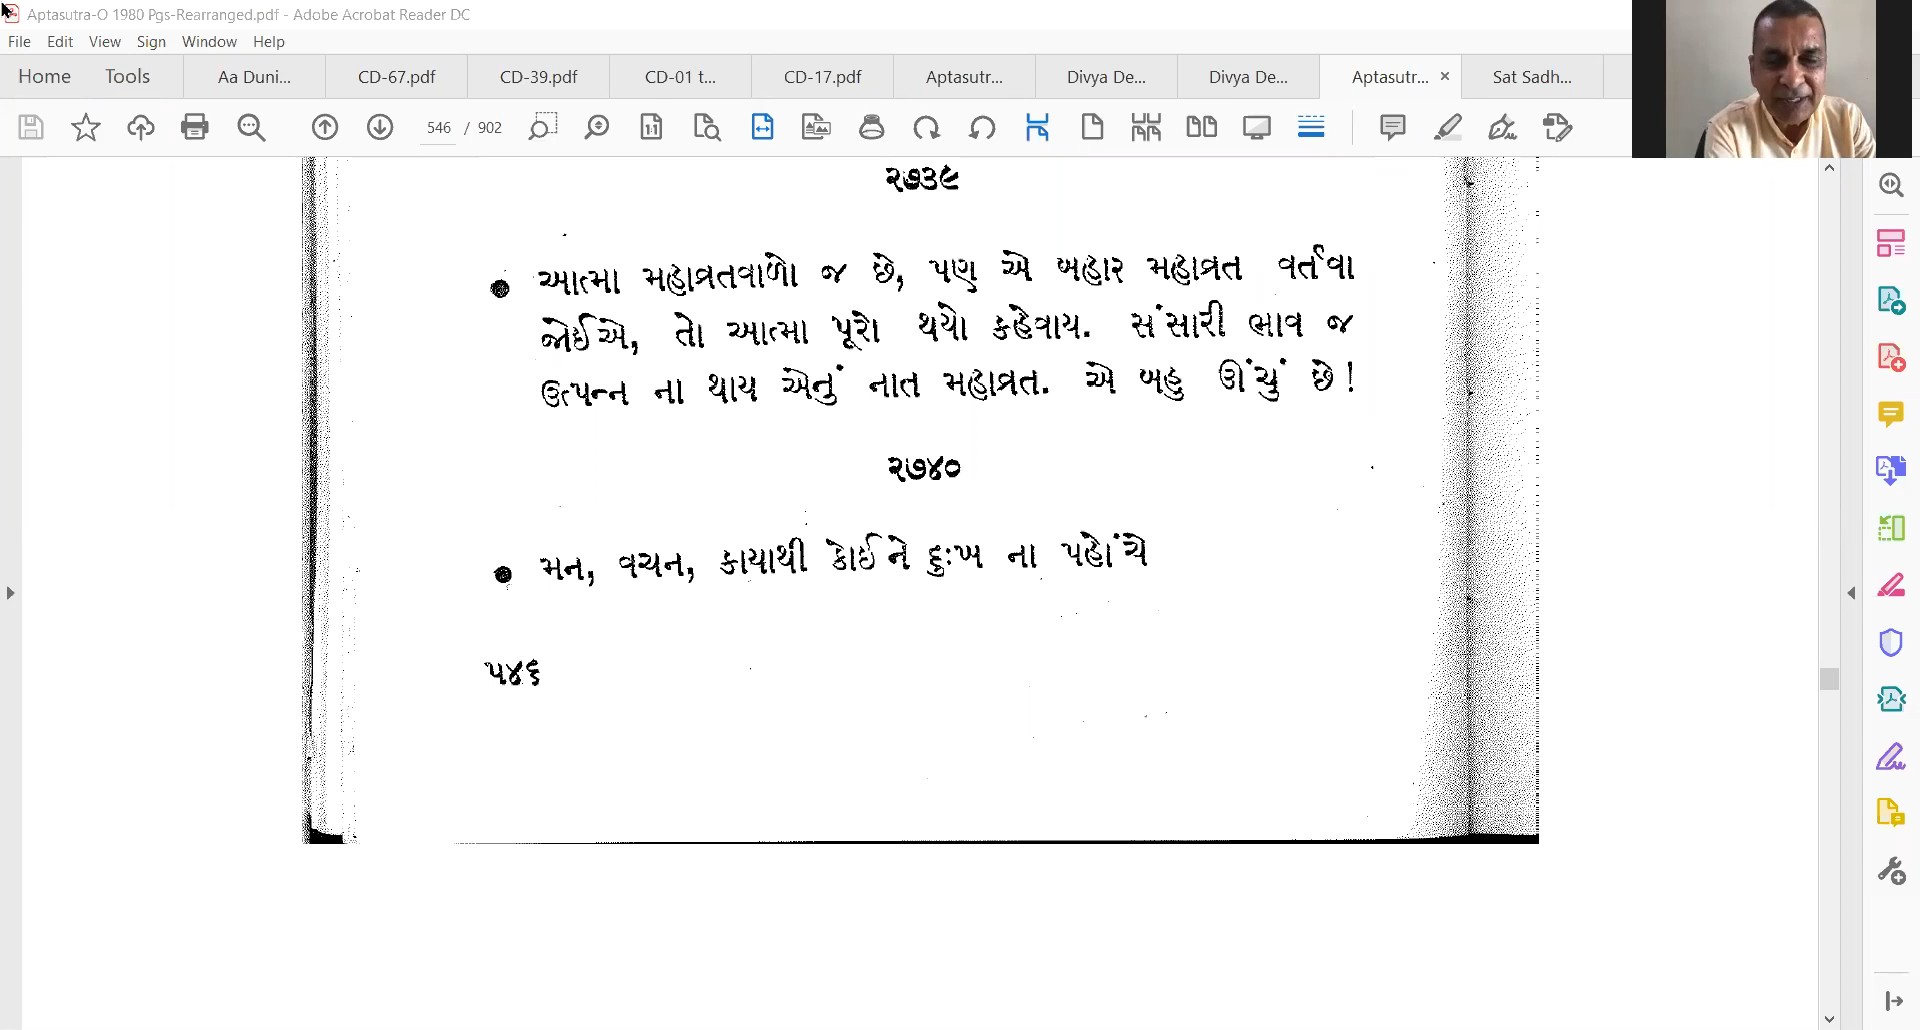 Aptasutra-O 1980 Pgs-Rearranged.pdf - Adobe Acrobat Reader DC
File Edit View Sign Window Help
Home Tools Aa Duni... CD-67.pdf CD-39.pdf CD-01 t... CD-17.pdf Aptasutr... Divya De... Divya De... Aptasutr... × Sat Sadh...
546 / 902
૨૭૩૯
● આત્મા મહાવ્રતવાળો જ છે, પણ એ બહાર મહાવ્રત વર્તવા
જોઈએ, તો આત્મા પૂરો થયો કહેવાય. સંસારી ભાવ જ
ઉત્પન્ન ના થાય એનું નાત મહાવ્રત. એ બહુ ઊંચું છે!
૨૭૪૦
● મન, વચન, કાયાથી કોઈને દુઃખ ના પહોંચે
૫૪૬